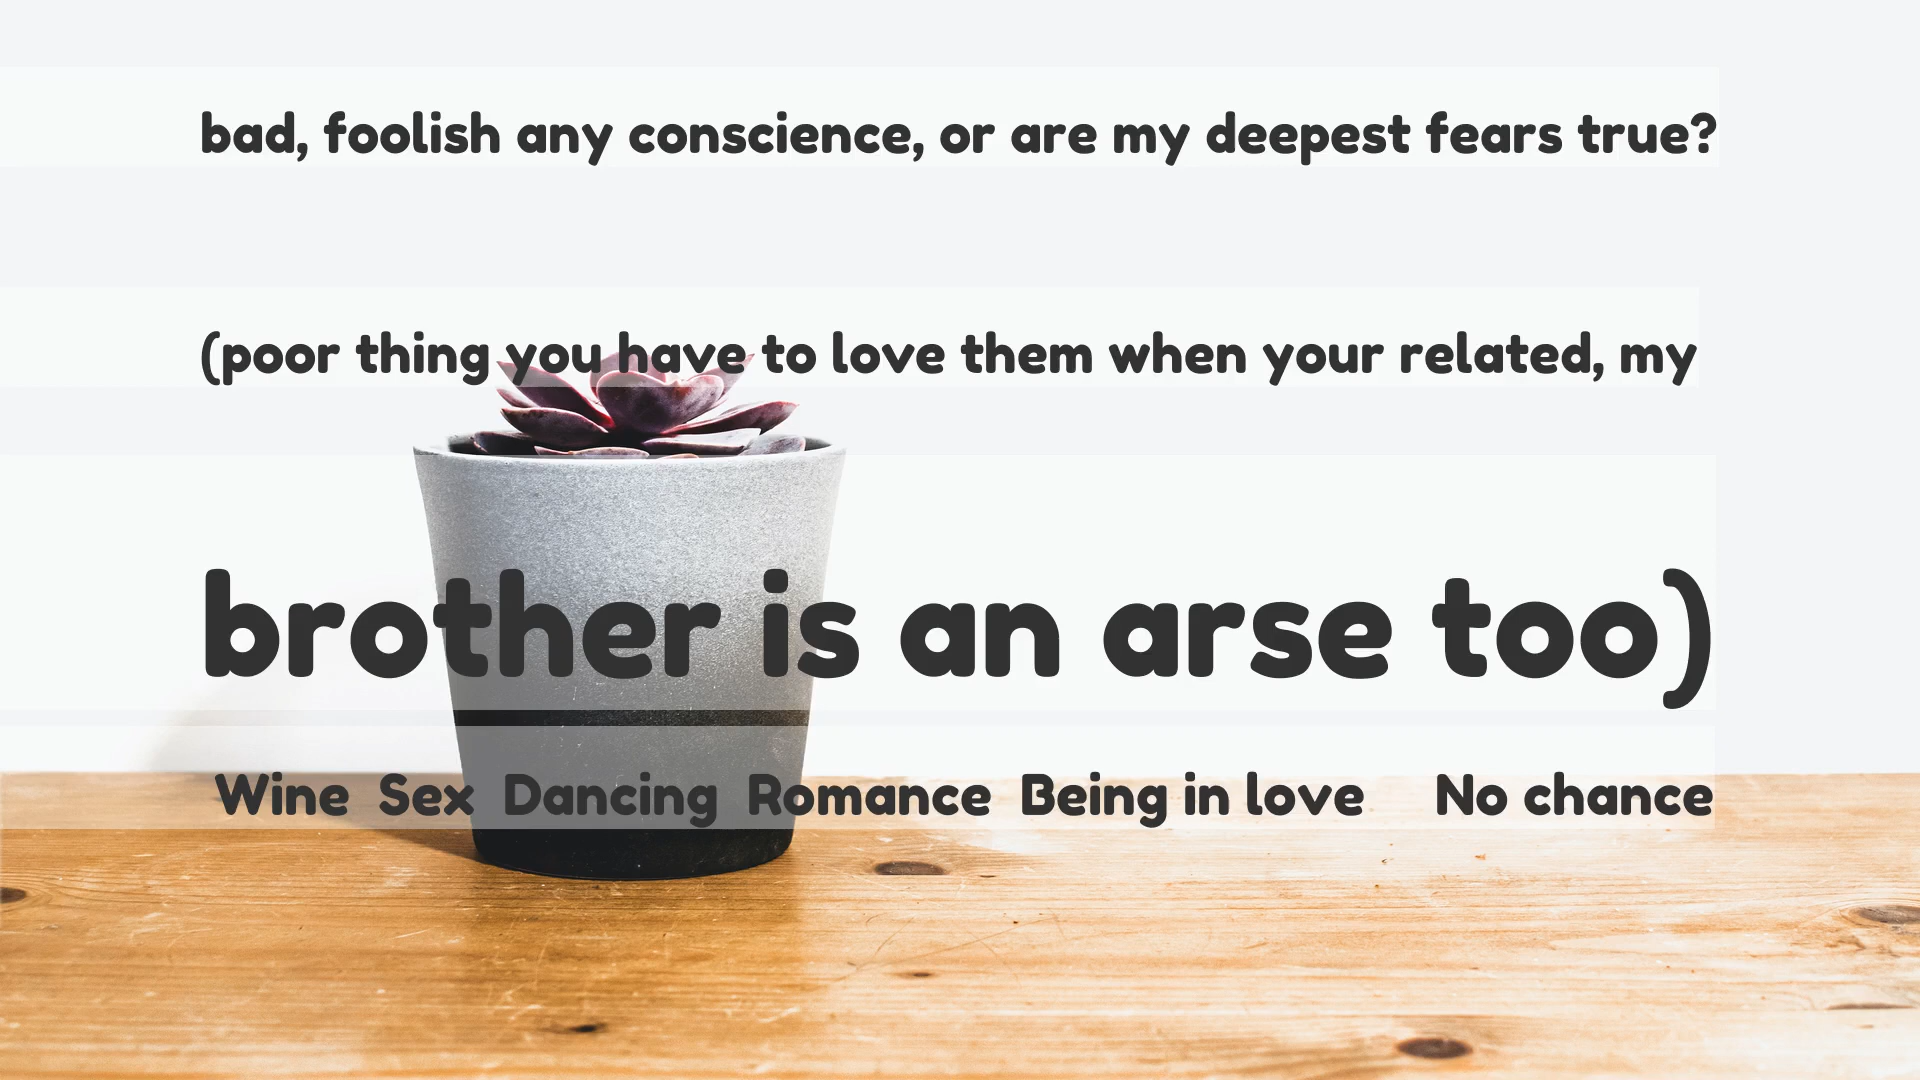 bad, foolish any conscience, or are my deepest fears true?
(poor thing you have to love them when your related, my
brother is an arse too)
Wine Sex Dancing Romance Being in love No chance